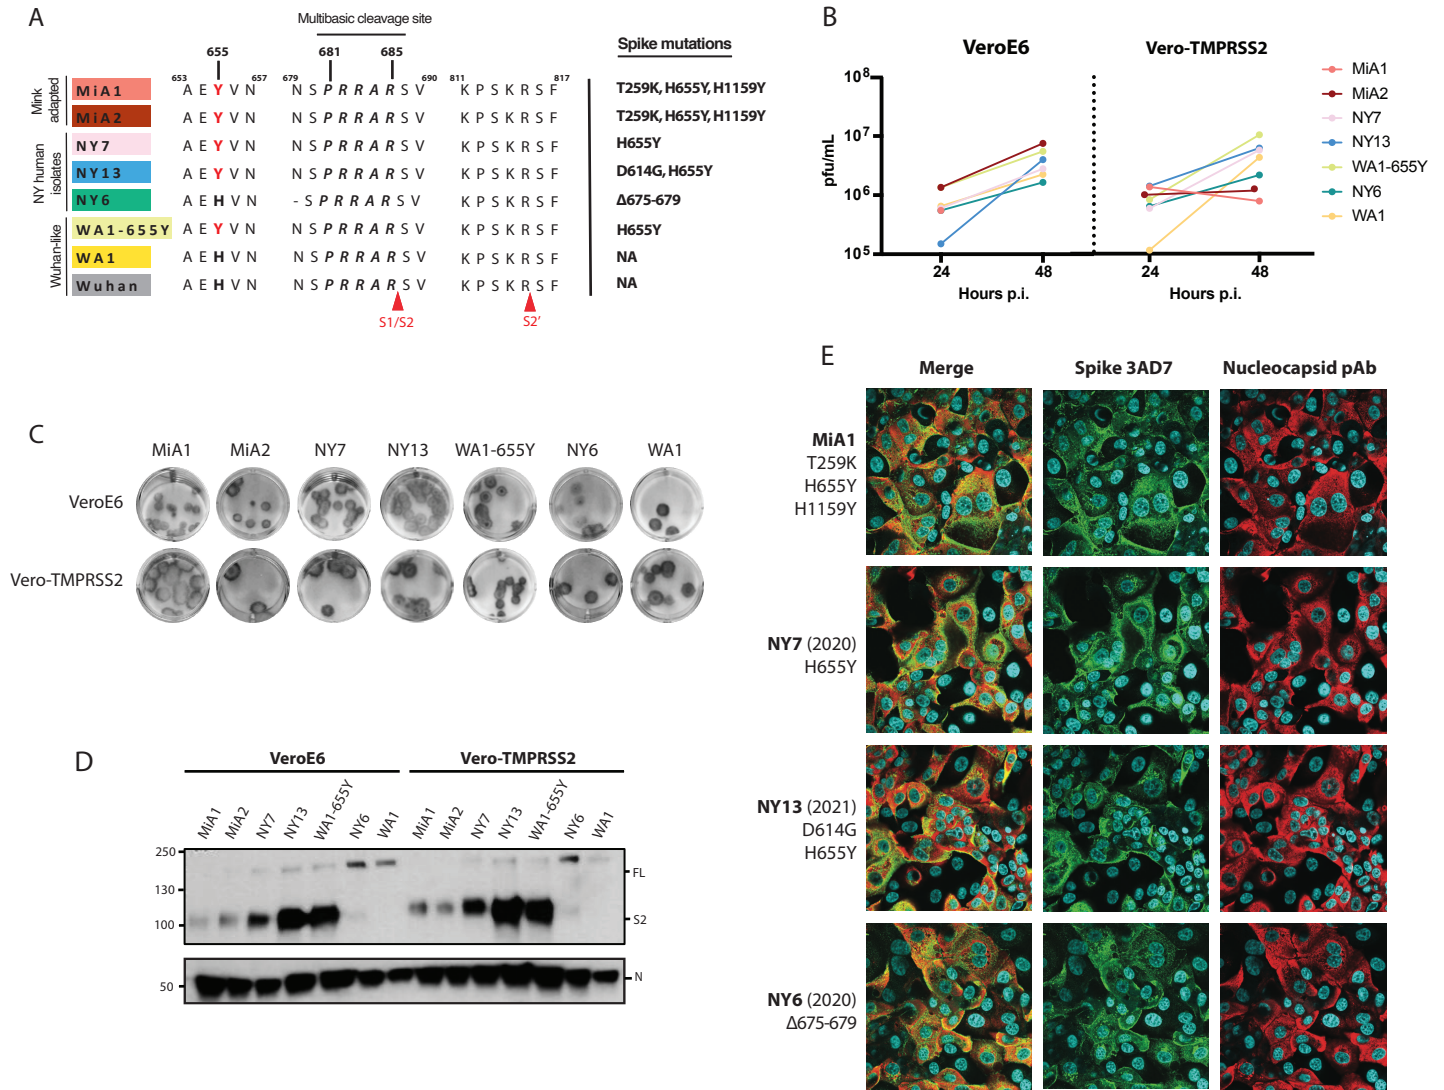 A
Multibasic cleavage site
655
681
685
Spike mutations
653
657
679
690
811
817
Mink adapted
MiA1
A E Y V N
N S P R R A R S V
K P S K R S F
T259K, H655Y, H1159Y
MiA2
A E Y V N
N S P R R A R S V
K P S K R S F
T259K, H655Y, H1159Y
NY human isolates
NY7
A E Y V N
N S P R R A R S V
K P S K R S F
H655Y
NY13
A E Y V N
N S P R R A R S V
K P S K R S F
D614G, H655Y
NY6
A E H V N
- S P R R A R S V
K P S K R S F
Δ675-679
Wuhan-like
WA1-655Y
A E Y V N
N S P R R A R S V
K P S K R S F
H655Y
WA1
A E H V N
N S P R R A R S V
K P S K R S F
NA
Wuhan
A E H V N
N S P R R A R S V
K P S K R S F
NA
S1/S2
S2'
B
VeroE6
Vero-TMPRSS2
pfu/mL
10⁸
10⁷
10⁶
10⁵
24
48
24
48
Hours p.i.
Hours p.i.
MiA1
MiA2
NY7
NY13
WA1-655Y
NY6
WA1
C
MiA1
MiA2
NY7
NY13
WA1-655Y
NY6
WA1
VeroE6
Vero-TMPRSS2
D
VeroE6
Vero-TMPRSS2
MiA1
MiA2
NY7
NY13
WA1-655Y
NY6
WA1
MiA1
MiA2
NY7
NY13
WA1-655Y
NY6
WA1
250
130
100
50
FL
S2
N
E
Merge
Spike 3AD7
Nucleocapsid pAb
MiA1
T259K
H655Y
H1159Y
NY7 (2020)
H655Y
NY13 (2021)
D614G
H655Y
NY6 (2020)
Δ675-679